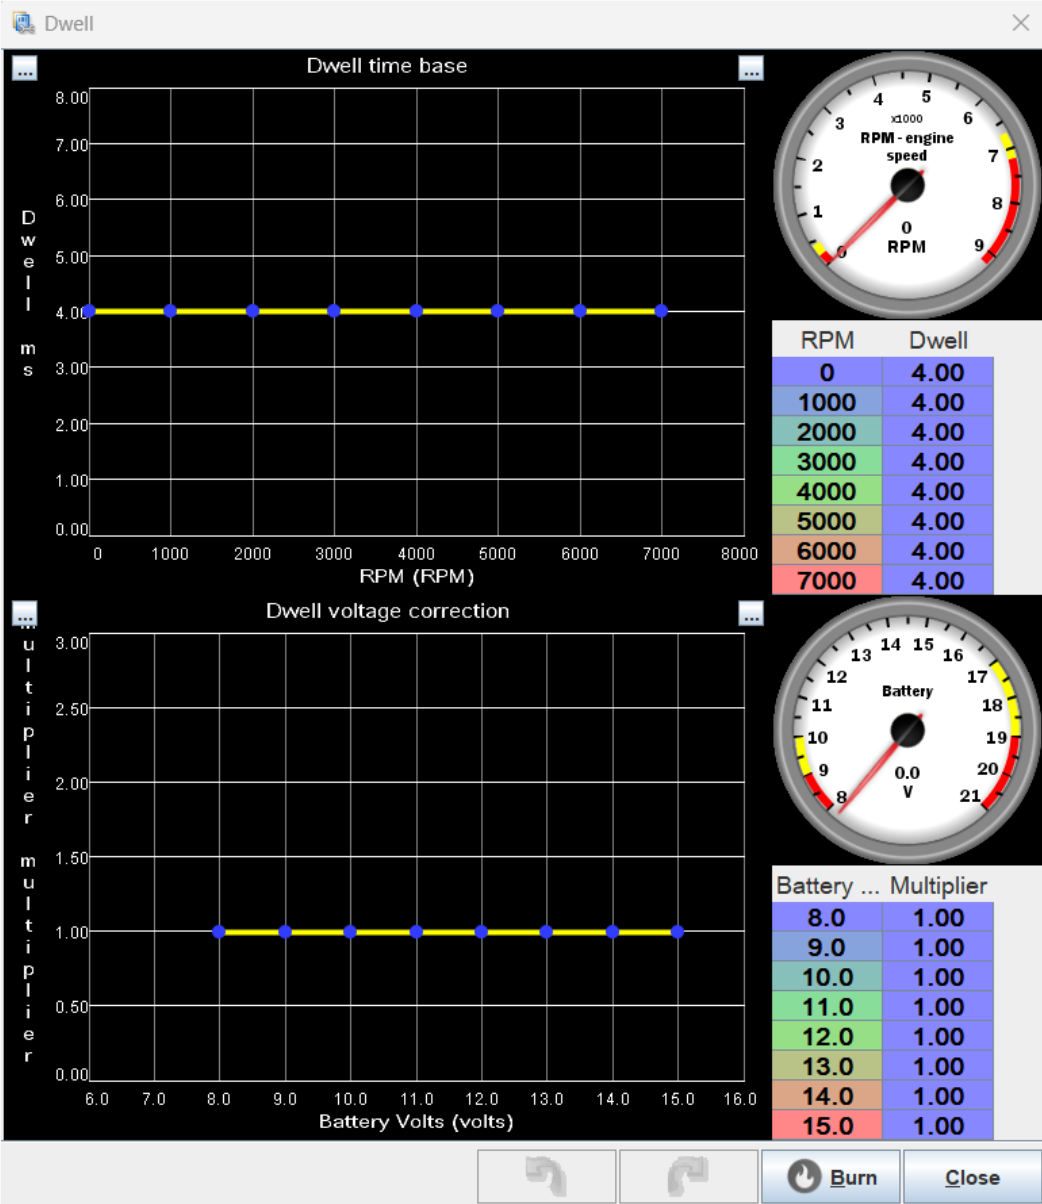 Dwell
...
Dwell time base
...
8.00
7.00
6.00
5.00
4.00
3.00
2.00
1.00
0.00
Dwell ms
0 1000 2000 3000 4000 5000 6000 7000 8000
RPM (RPM)
4 5
3 x1000 6
RPM - engine
speed
2 7
1 8
0
RPM
0 9
RPM Dwell
0 4.00
1000 4.00
2000 4.00
3000 4.00
4000 4.00
5000 4.00
6000 4.00
7000 4.00
...
Dwell voltage correction
...
3.00
2.50
2.00
1.50
1.00
0.50
0.00
ultiplier multiplier
6.0 7.0 8.0 9.0 10.0 11.0 12.0 13.0 14.0 15.0 16.0
Battery Volts (volts)
14 15
13 16
12 17
Battery
11 18
10 19
9 0.0 20
V
8 21
Battery ... Multiplier
8.0 1.00
9.0 1.00
10.0 1.00
11.0 1.00
12.0 1.00
13.0 1.00
14.0 1.00
15.0 1.00
Burn
Close